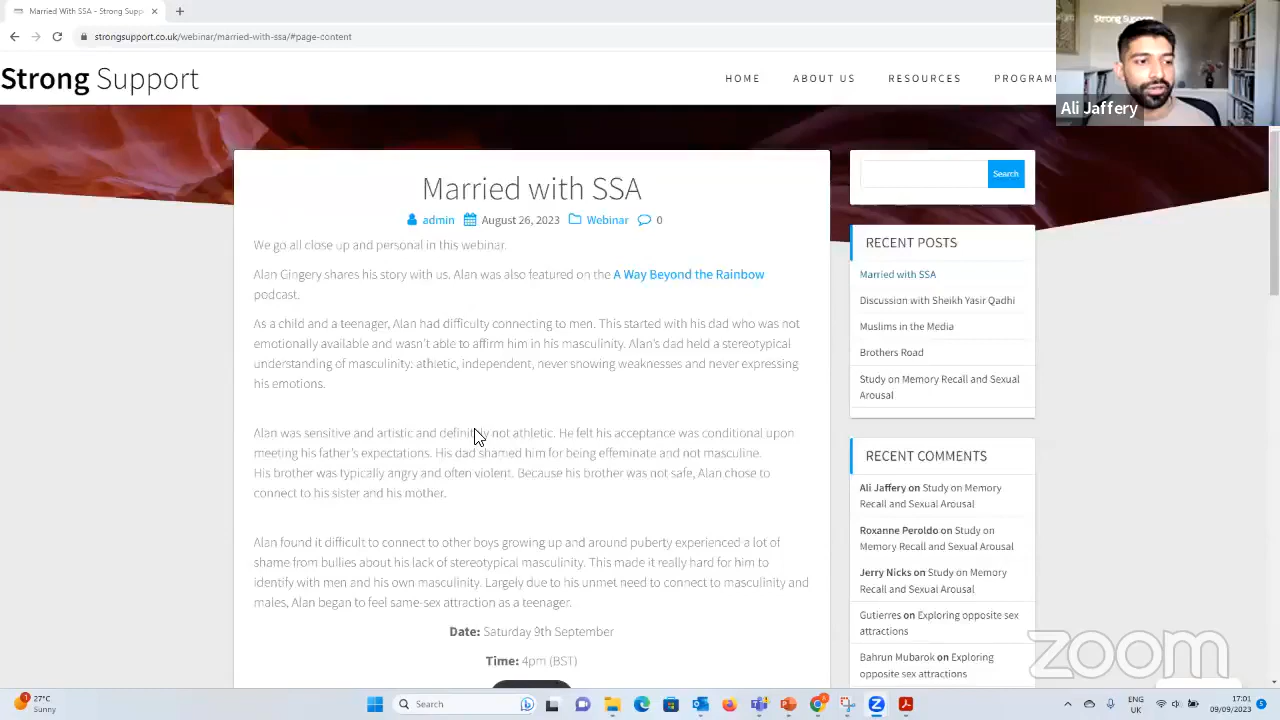 Married With SSA - Strong Supp
strongsupport.co.uk/webinar/married-with-ssa/#page-content
Strong Support
HOME
ABOUT US
RESOURCES
PROGRAM
Strong Support
Ali Jaffery
Married with SSA
admin August 26, 2023 Webinar 0
We go all close up and personal in this webinar.
Alan Gingery shares his story with us. Alan was also featured on the A Way Beyond the Rainbow
podcast.
As a child and a teenager, Alan had difficulty connecting to men. This started with his dad who was not
emotionally available and wasn't able to affirm him in his masculinity. Alan's dad held a stereotypical
understanding of masculinity: athletic, independent, never snowing weaknesses and never expressing
his emotions.
Alan was sensitive and artistic and definitely not athletic. He felt his acceptance was conditional upon
meeting his father's expectations. His dad shamed him for being effeminate and not masculine.
His brother was typically angry and often violent. Because his brother was not safe, Alan chose to
connect to his sister and his mother.
Alan found it difficult to connect to other boys growing up and around puberty experienced a lot of
shame from bullies about his lack of stereotypical masculinity. This made it really hard for him to
identify with men and his own masculinity. Largely due to his unmet need to connect to masculinity and
males, Alan began to feel same-sex attraction as a teenager.
Date: Saturday 9th September
Time: 4pm (BST)
Search
RECENT POSTS
Married with SSA
Discussion with Sheikh Yasir Qadhi
Muslims in the Media
Brothers Road
Study on Memory Recall and Sexual
Arousal
RECENT COMMENTS
Ali Jaffery on Study on Memory
Recall and Sexual Arousal
Roxanne Peroldo on Study on
Memory Recall and Sexual Arousal
Jerry Nicks on Study on Memory
Recall and Sexual Arousal
Gutierres on Exploring opposite sex
attractions
Bahrun Mubarok on Exploring
opposite sex attractions
zoom
27°C
Sunny
Search
ENG
UK
17:01
09/09/2023